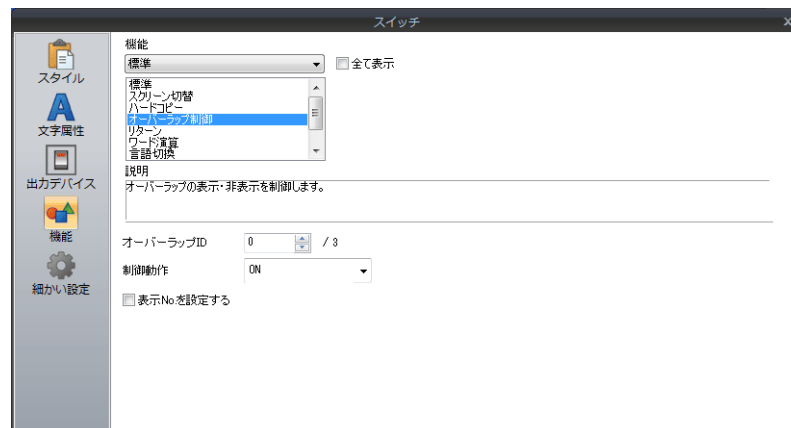 スイッチ
スタイル
文字属性
出力デバイス
機能
細かい設定
機能
標準
全て表示
標準
スクリーン切替
ハードコピー
オーバーラップ制御
リターン
ワード演算
言語切換
説明
オーバーラップの表示・非表示を制御します。
オーバーラップID 0 / 3
制御動作 ON
表示No.を設定する